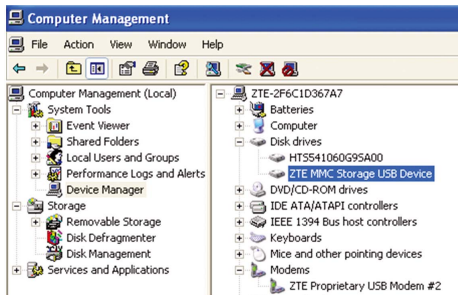 Computer Management
File Action View Window Help
Computer Management (Local)
System Tools
Event Viewer
Shared Folders
Local Users and Groups
Performance Logs and Alerts
Device Manager
Storage
Removable Storage
Disk Defragmenter
Disk Management
Services and Applications
ZTE-2F6C1D367A7
Batteries
Computer
Disk drives
HTS541060G9SA00
ZTE MMC Storage USB Device
DVD/CD-ROM drives
IDE ATA/ATAPI controllers
IEEE 1394 Bus host controllers
Keyboards
Mice and other pointing devices
Modems
ZTE Proprietary USB Modem #2